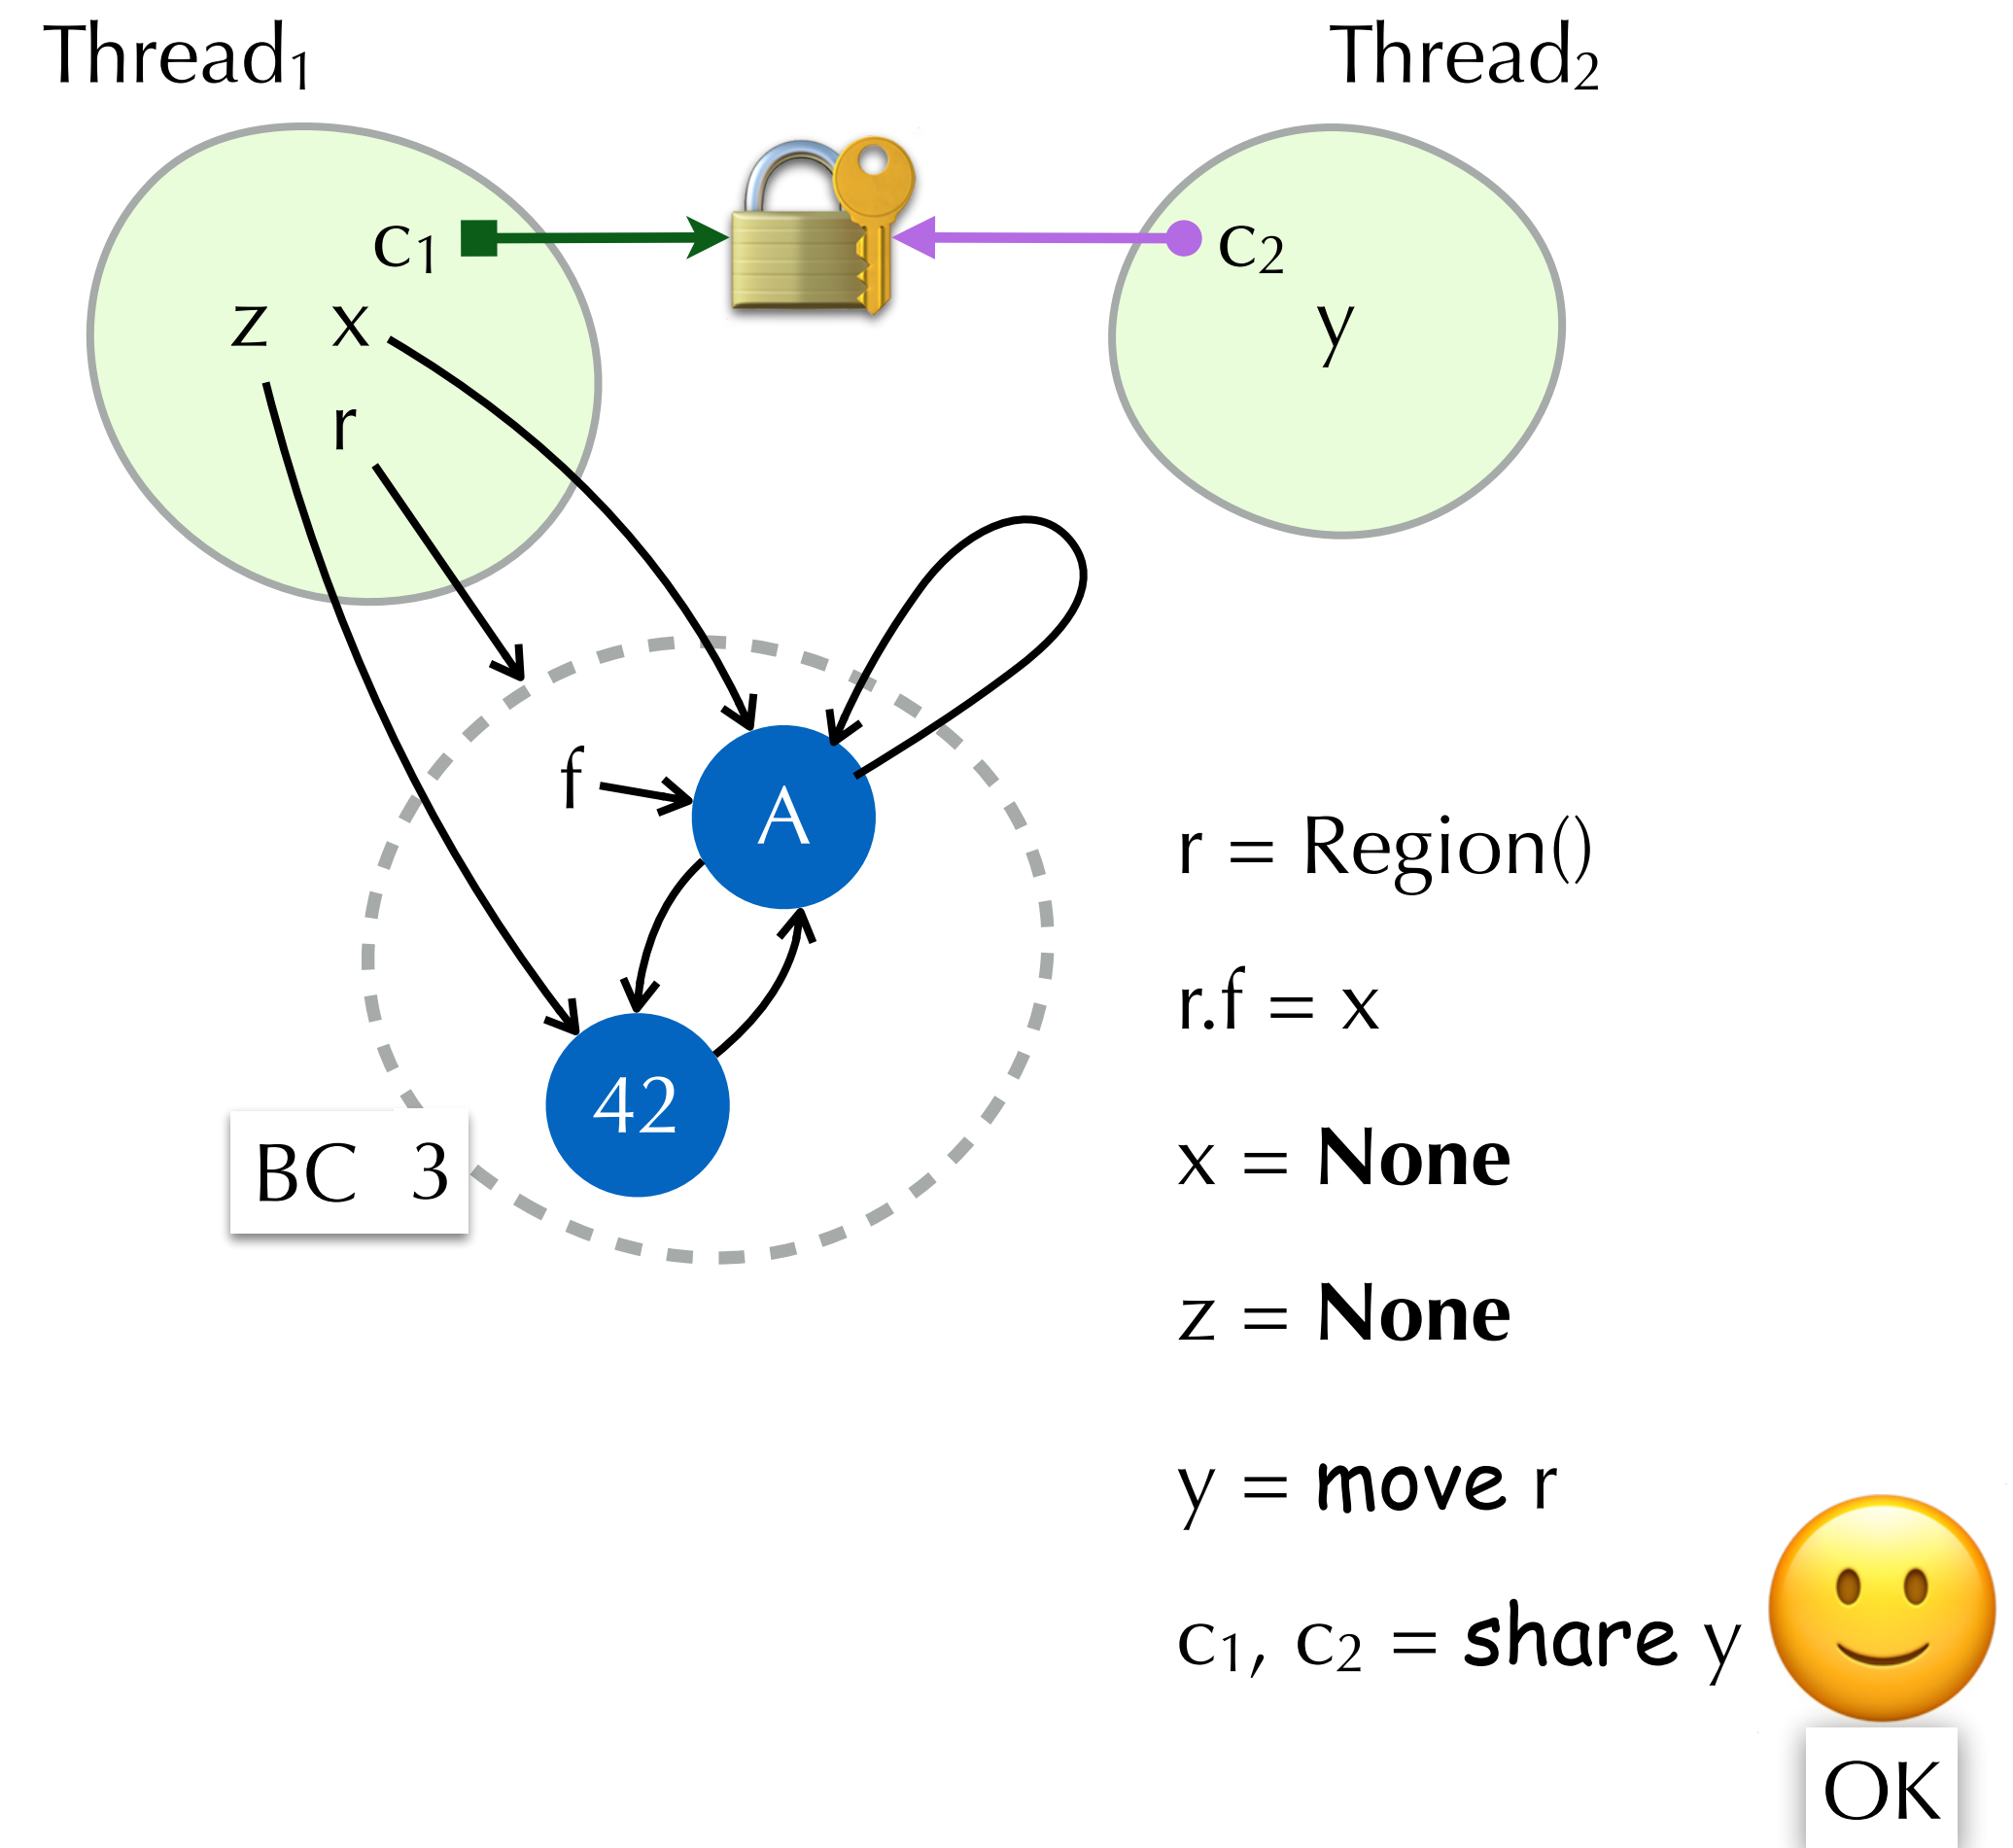 Thread₁
Thread₂
c₁
c₂
z x
y
r
f
A
42
BC 3
r = Region()
r.f = x
x = None
z = None
y = move r
c₁, c₂ = share y
OK